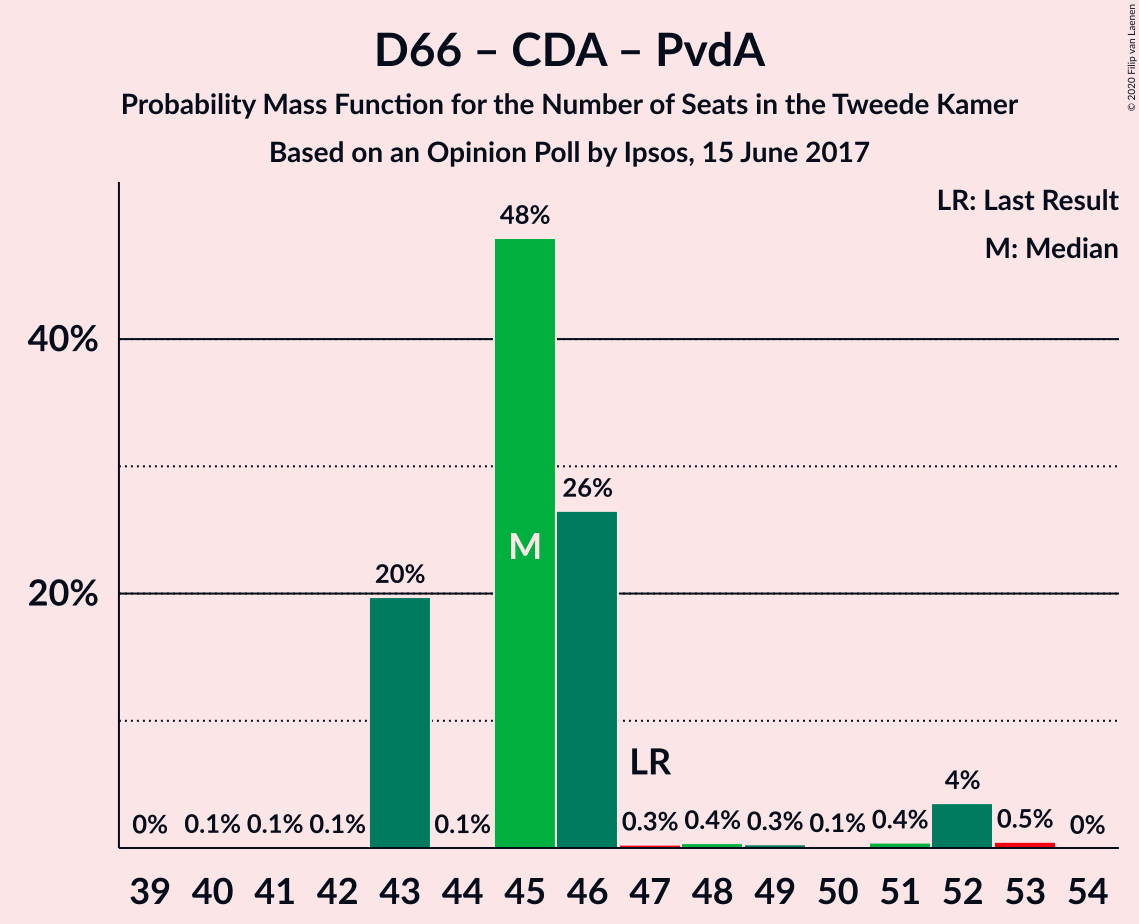 D66 – CDA – PvdA
Probability Mass Function for the Number of Seats in the Tweede Kamer
Based on an Opinion Poll by Ipsos, 15 June 2017
© 2020 Filip van Laenen
LR: Last Result
M: Median
40%
20%
0%
0.1%
0.1%
0.1%
20%
0.1%
48%
M
26%
LR
0.3%
0.4%
0.3%
0.1%
0.4%
4%
0.5%
0%
39 40 41 42 43 44 45 46 47 48 49 50 51 52 53 54